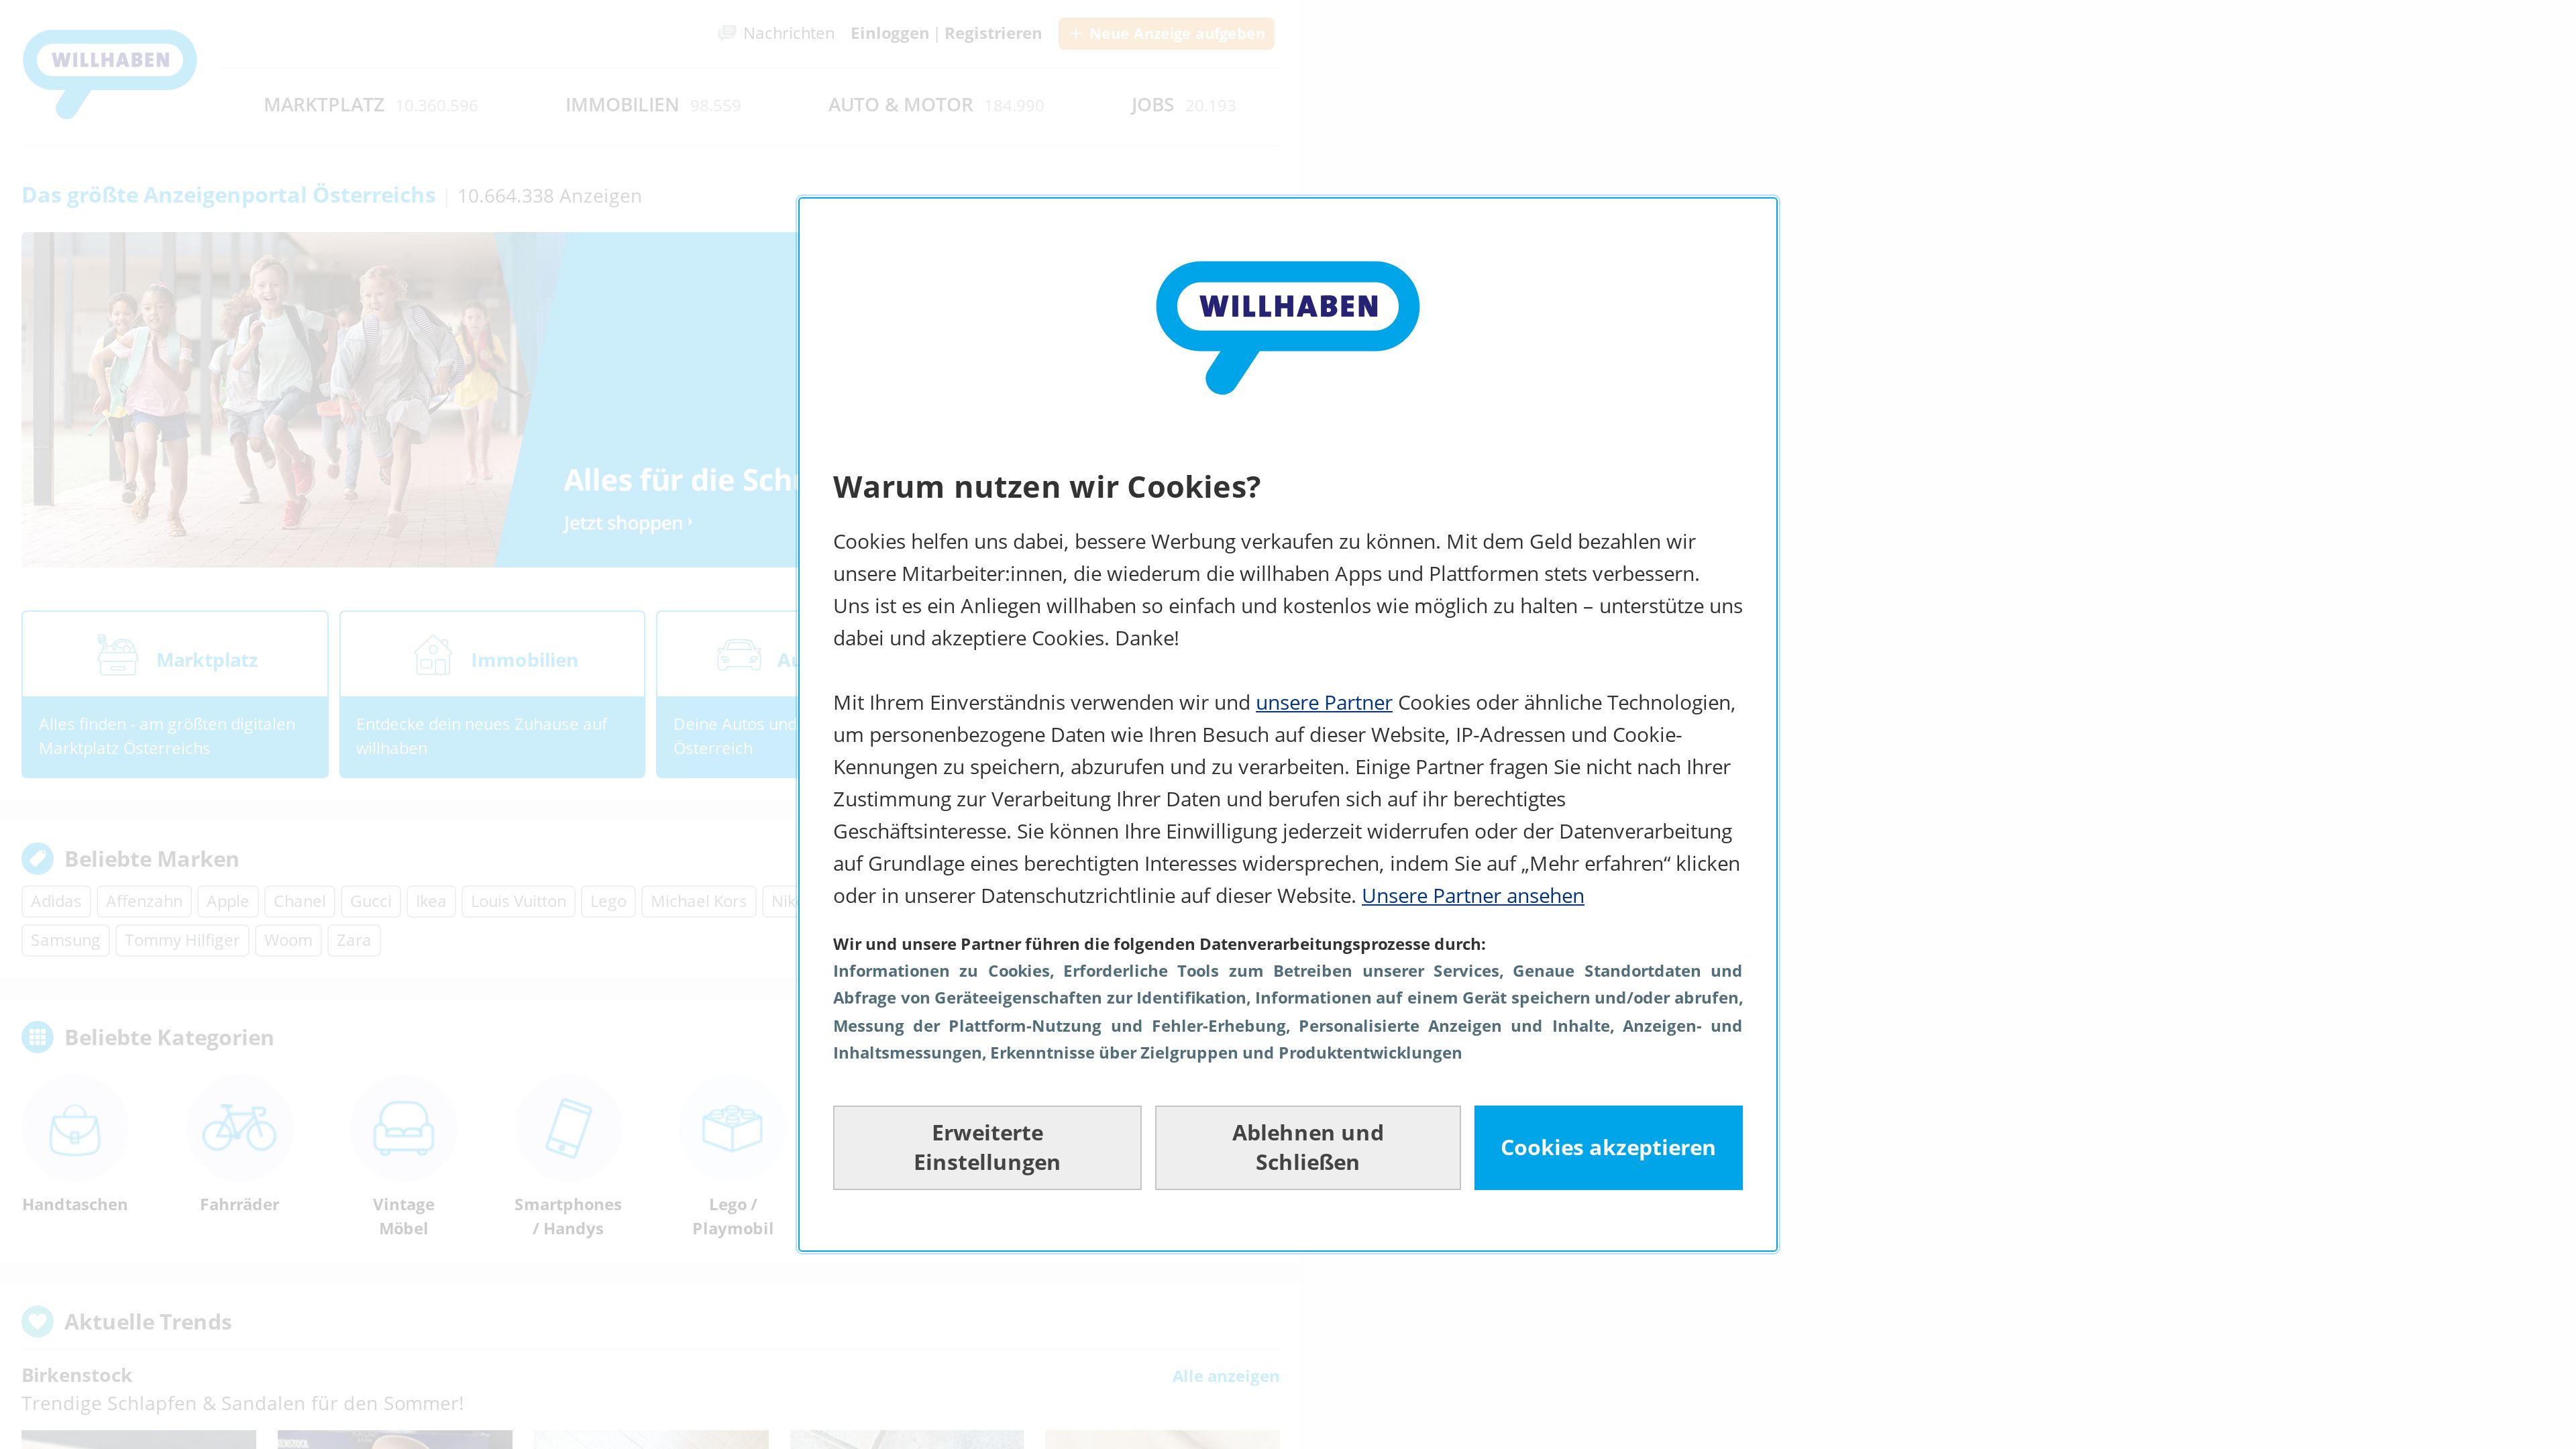 WILLHABEN
Nachrichten Einloggen | Registrieren + Neue Anzeige aufgeben
MARKTPLATZ 10.360.596 IMMOBILIEN 98.559 AUTO & MOTOR 184.990 JOBS 20.193
Das größte Anzeigenportal Österreichs | 10.664.338 Anzeigen
Alles für die Schu
Jetzt shoppen
Marktplatz
Alles finden - am größten digitalen
Marktplatz Österreichs
Immobilien
Entdecke dein neues Zuhause auf
willhaben
Au
Deine Autos und
Österreich
Beliebte Marken
Adidas Affenzahn Apple Chanel Gucci Ikea Louis Vuitton Lego Michael Kors Nik
Samsung Tommy Hilfiger Woom Zara
Beliebte Kategorien
Handtaschen
Fahrräder
Vintage
Möbel
Smartphones
/ Handys
Lego /
Playmobil
Aktuelle Trends
Birkenstock
Alle anzeigen
Trendige Schlapfen & Sandalen für den Sommer!
WILLHABEN
Warum nutzen wir Cookies?
Cookies helfen uns dabei, bessere Werbung verkaufen zu können. Mit dem Geld bezahlen wir
unsere Mitarbeiter:innen, die wiederum die willhaben Apps und Plattformen stets verbessern.
Uns ist es ein Anliegen willhaben so einfach und kostenlos wie möglich zu halten – unterstütze uns
dabei und akzeptiere Cookies. Danke!
Mit Ihrem Einverständnis verwenden wir und unsere Partner Cookies oder ähnliche Technologien,
um personenbezogene Daten wie Ihren Besuch auf dieser Website, IP-Adressen und Cookie-
Kennungen zu speichern, abzurufen und zu verarbeiten. Einige Partner fragen Sie nicht nach Ihrer
Zustimmung zur Verarbeitung Ihrer Daten und berufen sich auf ihr berechtigtes
Geschäftsinteresse. Sie können Ihre Einwilligung jederzeit widerrufen oder der Datenverarbeitung
auf Grundlage eines berechtigten Interesses widersprechen, indem Sie auf „Mehr erfahren“ klicken
oder in unserer Datenschutzrichtlinie auf dieser Website. Unsere Partner ansehen
Wir und unsere Partner führen die folgenden Datenverarbeitungsprozesse durch:
Informationen zu Cookies, Erforderliche Tools zum Betreiben unserer Services, Genaue Standortdaten und
Abfrage von Geräteeigenschaften zur Identifikation, Informationen auf einem Gerät speichern und/oder abrufen,
Messung der Plattform-Nutzung und Fehler-Erhebung, Personalisierte Anzeigen und Inhalte, Anzeigen- und
Inhaltsmessungen, Erkenntnisse über Zielgruppen und Produktentwicklungen
Erweiterte
Einstellungen
Ablehnen und
Schließen
Cookies akzeptieren